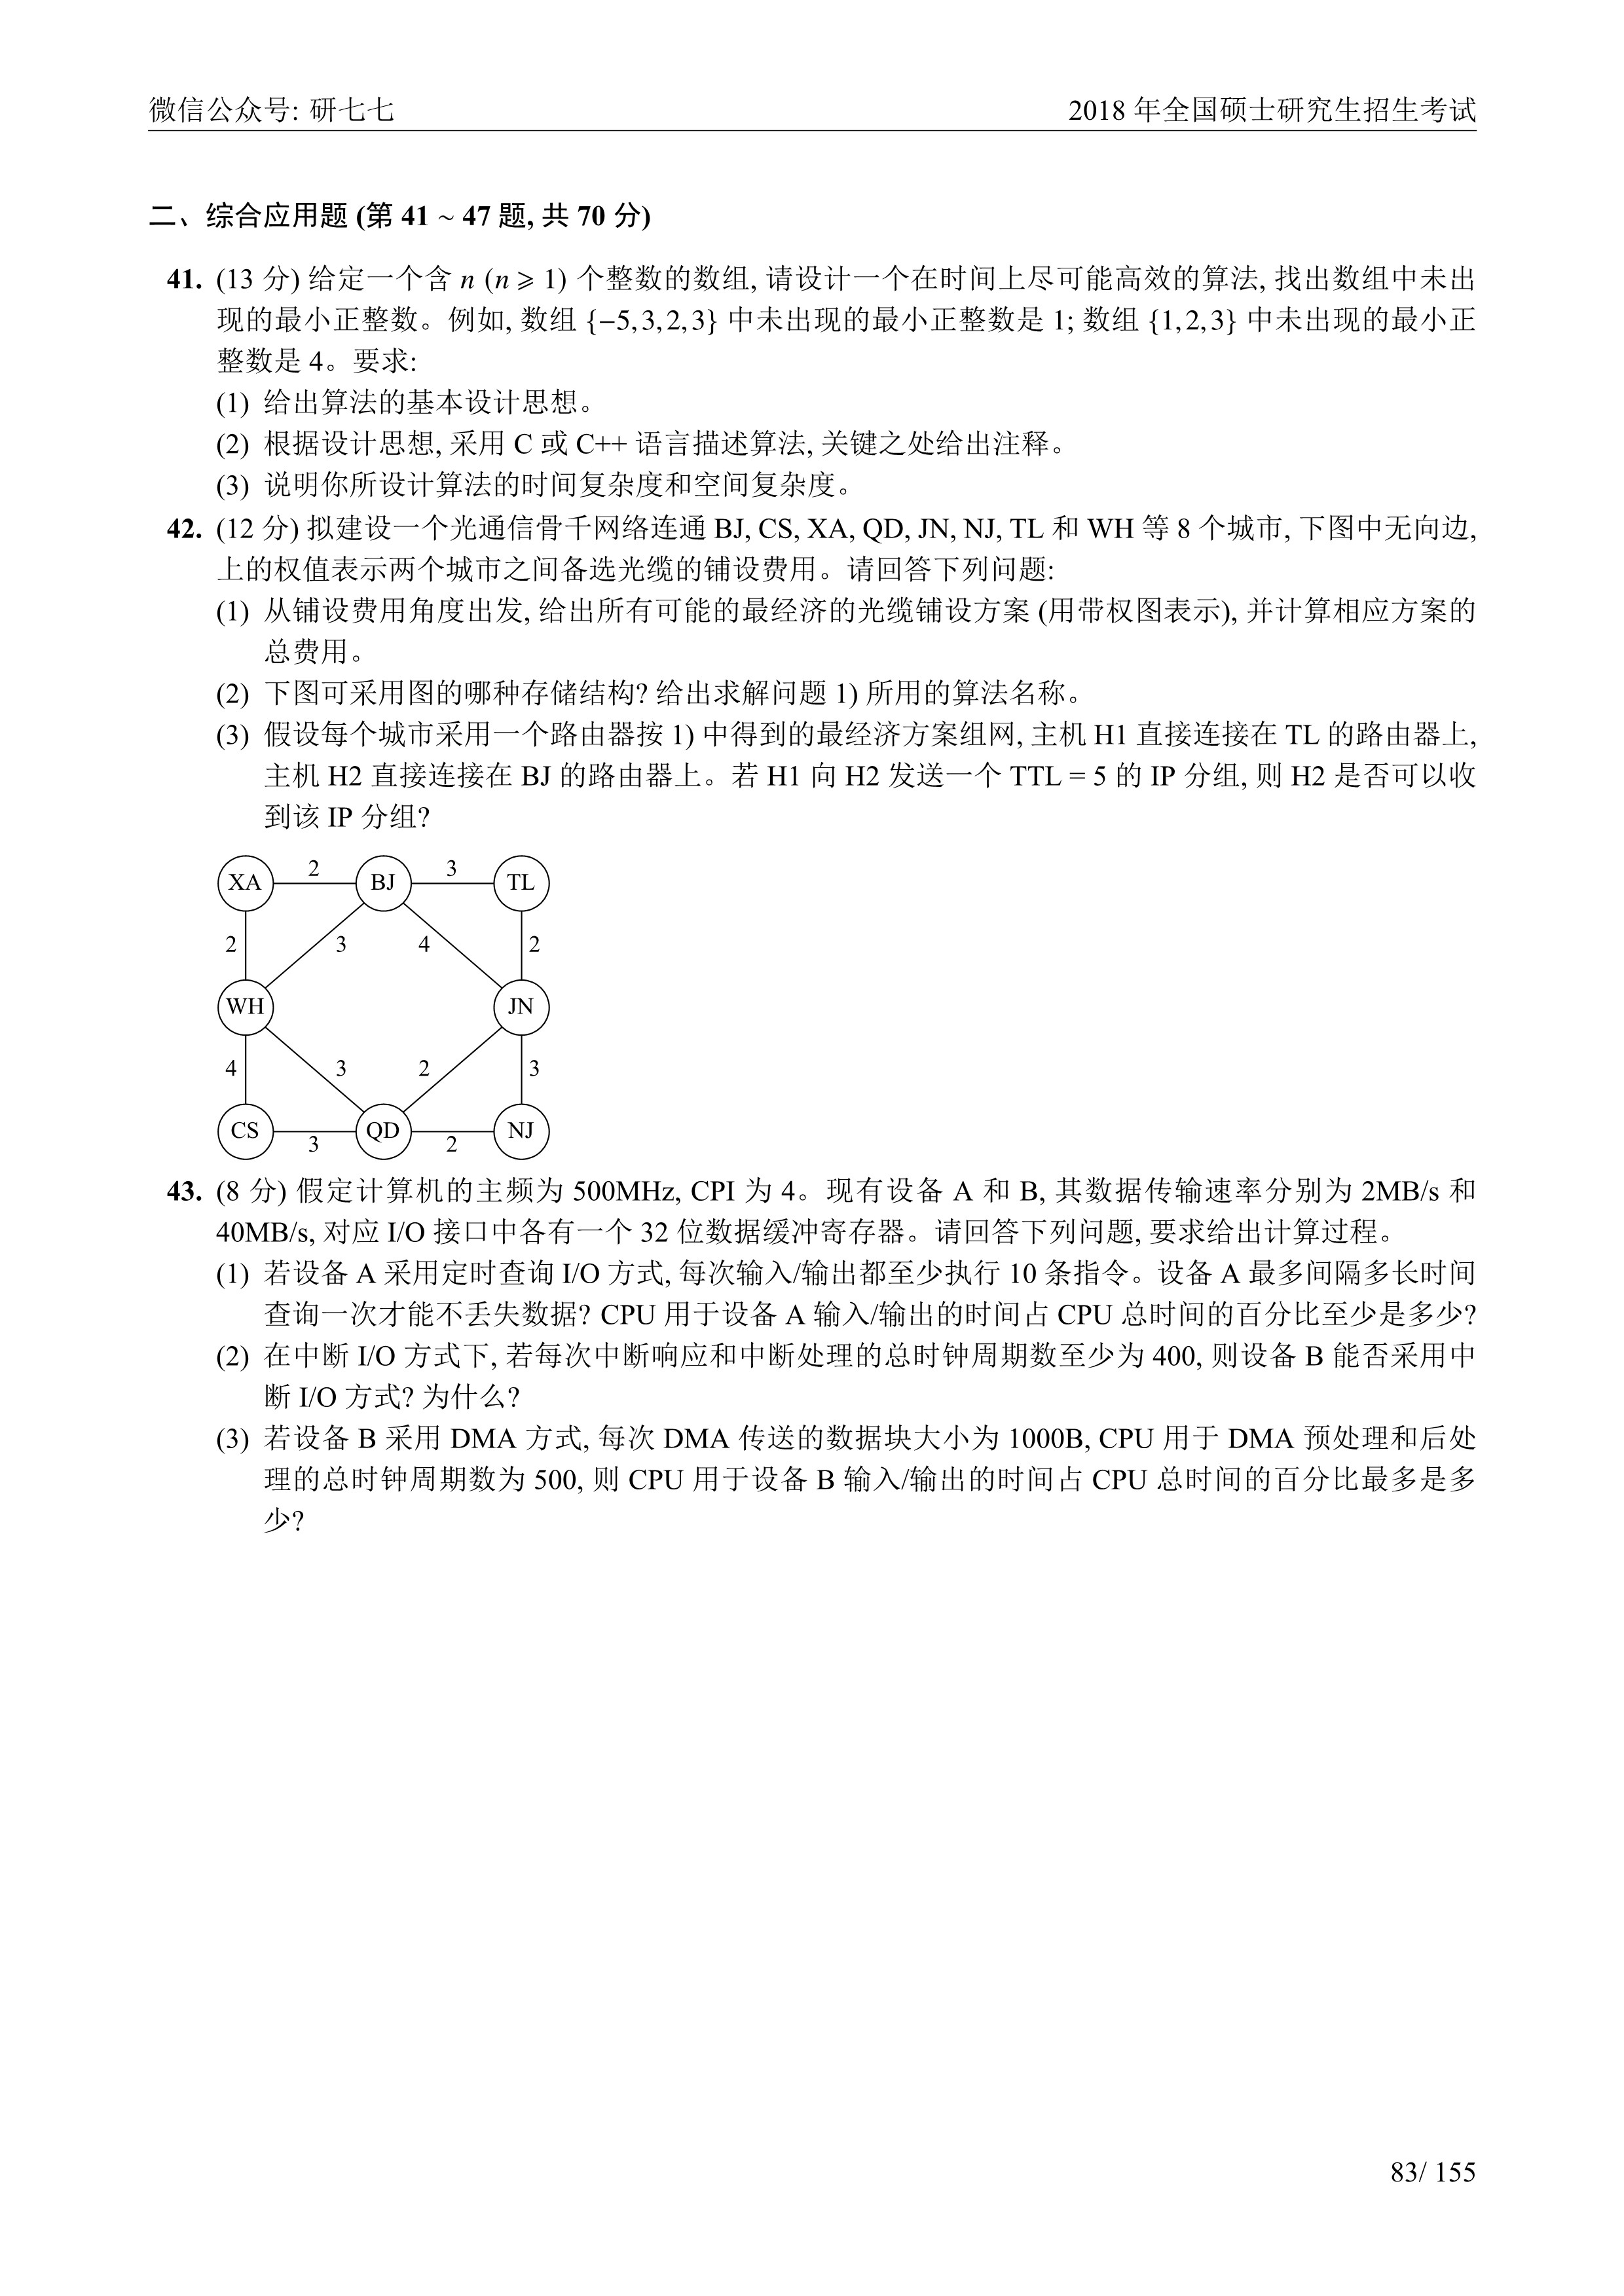 微信公众号: 研七七
2018 年全国硕士研究生招生考试
二、综合应用题 (第 41 ~ 47 题, 共 70 分)
41. (13 分) 给定一个含 n (n ⩾ 1) 个整数的数组, 请设计一个在时间上尽可能高效的算法, 找出数组中未出
现的最小正整数。例如, 数组 {−5,3,2,3} 中未出现的最小正整数是 1; 数组 {1,2,3} 中未出现的最小正
整数是 4。要求:
(1) 给出算法的基本设计思想。
(2) 根据设计思想, 采用 C 或 C++ 语言描述算法, 关键之处给出注释。
(3) 说明你所设计算法的时间复杂度和空间复杂度。
42. (12 分) 拟建设一个光通信骨千网络连通 BJ, CS, XA, QD, JN, NJ, TL 和 WH 等 8 个城市, 下图中无向边,
上的权值表示两个城市之间备选光缆的铺设费用。请回答下列问题:
(1) 从铺设费用角度出发, 给出所有可能的最经济的光缆铺设方案 (用带权图表示), 并计算相应方案的
总费用。
(2) 下图可采用图的哪种存储结构? 给出求解问题 1) 所用的算法名称。
(3) 假设每个城市采用一个路由器按 1) 中得到的最经济方案组网, 主机 H1 直接连接在 TL 的路由器上,
主机 H2 直接连接在 BJ 的路由器上。若 H1 向 H2 发送一个 TTL = 5 的 IP 分组, 则 H2 是否可以收
到该 IP 分组?
XA 2 BJ 3 TL
2 3 4 2
WH JN
4 3 2 3
CS 3 QD 2 NJ
43. (8 分) 假定计算机的主频为 500MHz, CPI 为 4。现有设备 A 和 B, 其数据传输速率分别为 2MB/s 和
40MB/s, 对应 I/O 接口中各有一个 32 位数据缓冲寄存器。请回答下列问题, 要求给出计算过程。
(1) 若设备 A 采用定时查询 I/O 方式, 每次输入/输出都至少执行 10 条指令。设备 A 最多间隔多长时间
查询一次才能不丢失数据? CPU 用于设备 A 输入/输出的时间占 CPU 总时间的百分比至少是多少?
(2) 在中断 I/O 方式下, 若每次中断响应和中断处理的总时钟周期数至少为 400, 则设备 B 能否采用中
断 I/O 方式? 为什么?
(3) 若设备 B 采用 DMA 方式, 每次 DMA 传送的数据块大小为 1000B, CPU 用于 DMA 预处理和后处
理的总时钟周期数为 500, 则 CPU 用于设备 B 输入/输出的时间占 CPU 总时间的百分比最多是多
少?
83/ 155